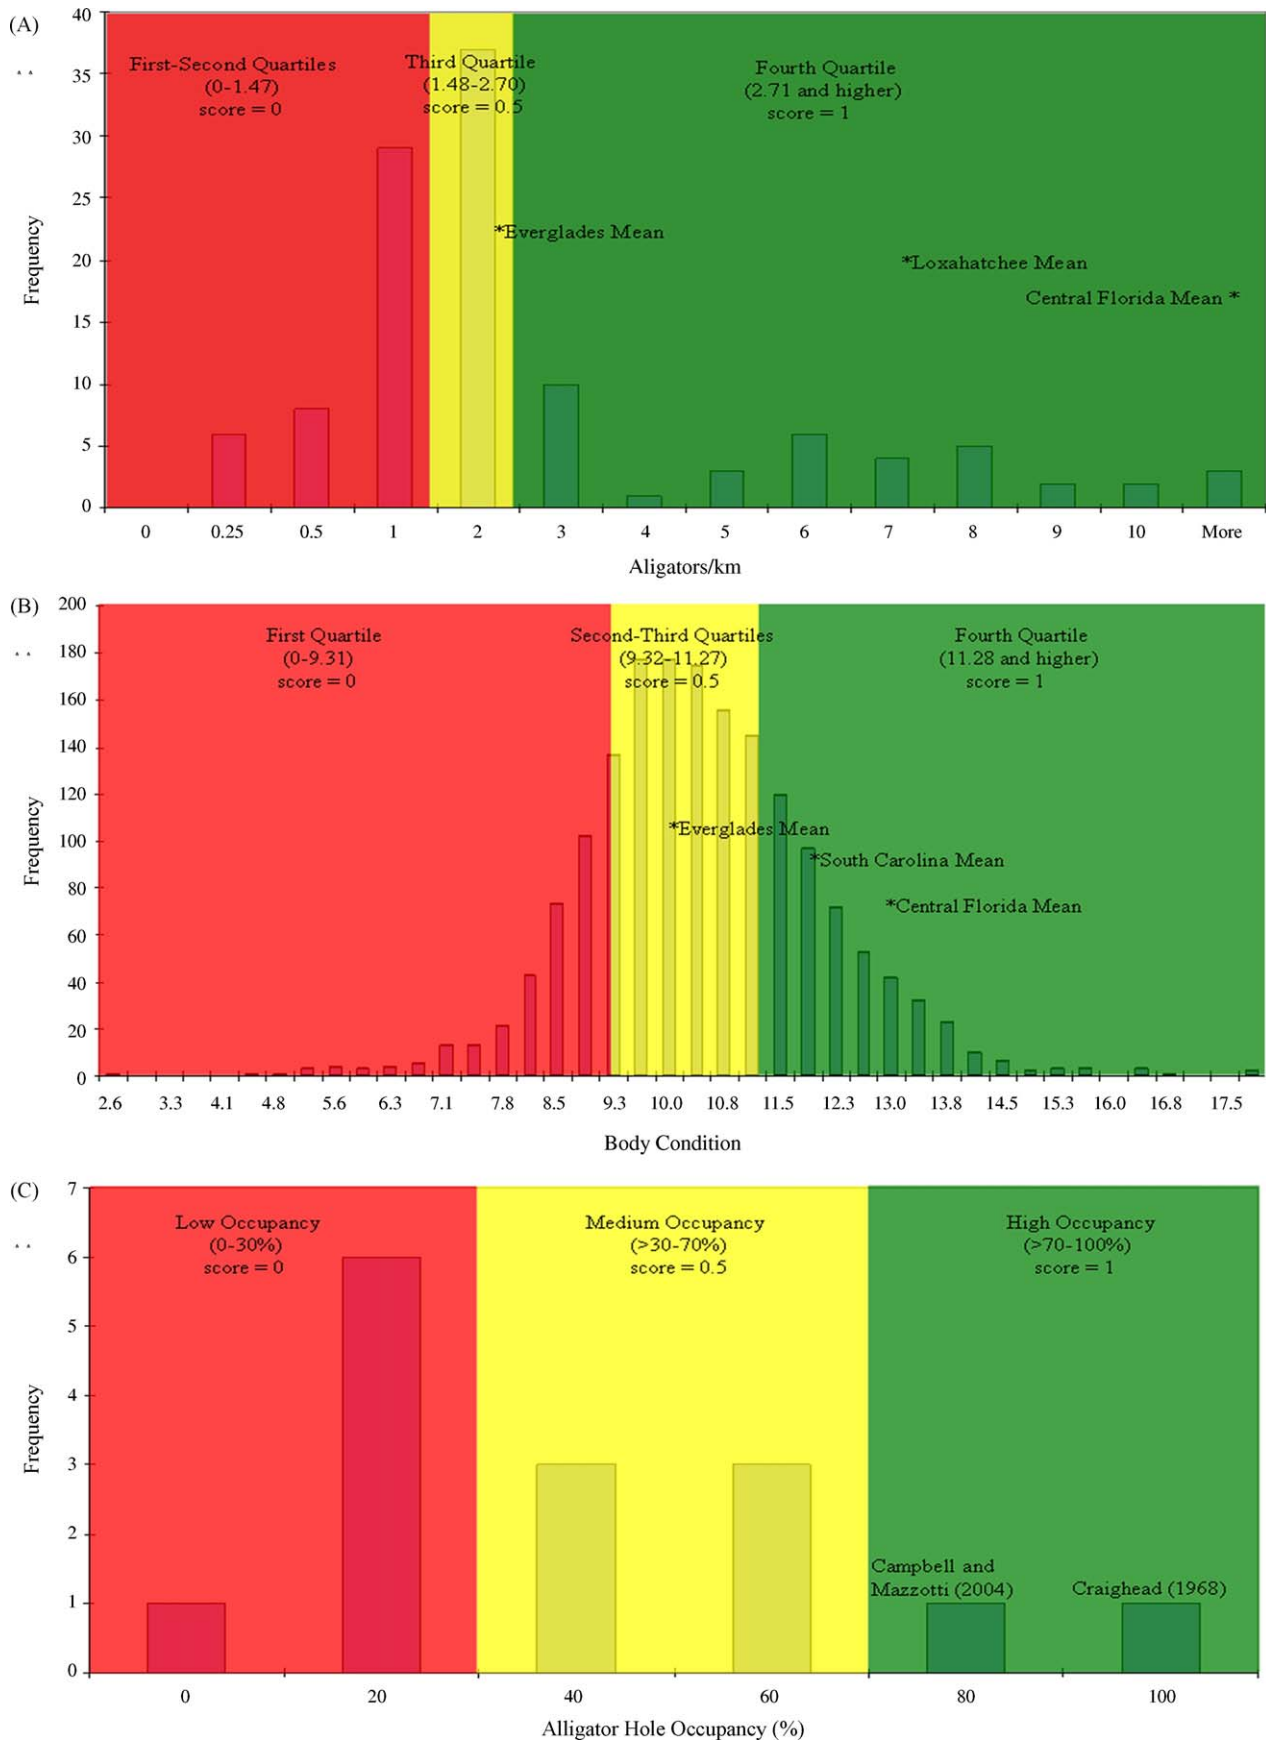 (A)
40
35
30
25
20
15
10
5
0
Frequency
First-Second Quartiles
(0-1.47)
score = 0
Third Quartile
(1.48-2.70)
score = 0.5
Fourth Quartile
(2.71 and higher)
score = 1
*Everglades Mean
*Loxahatchee Mean
Central Florida Mean *
0 0.25 0.5 1 2 3 4 5 6 7 8 9 10 More
Aligators/km
(B)
200
180
160
140
120
100
80
60
40
20
0
Frequency
First Quartile
(0-9.31)
score = 0
Second-Third Quartiles
(9.32-11.27)
score = 0.5
Fourth Quartile
(11.28 and higher)
score = 1
*Everglades Mean
*South Carolina Mean
*Central Florida Mean
2.6 3.3 4.1 4.8 5.6 6.3 7.1 7.8 8.5 9.3 10.0 10.8 11.5 12.3 13.0 13.8 14.5 15.3 16.0 16.8 17.5
Body Condition
(C)
7
6
5
4
3
2
1
0
Frequency
Low Occupancy
(0-30%)
score = 0
Medium Occupancy
(>30-70%)
score = 0.5
High Occupancy
(>70-100%)
score = 1
Campbell and
Mazzotti (2004)
Craighead (1968)
0 20 40 60 80 100
Alligator Hole Occupancy (%)